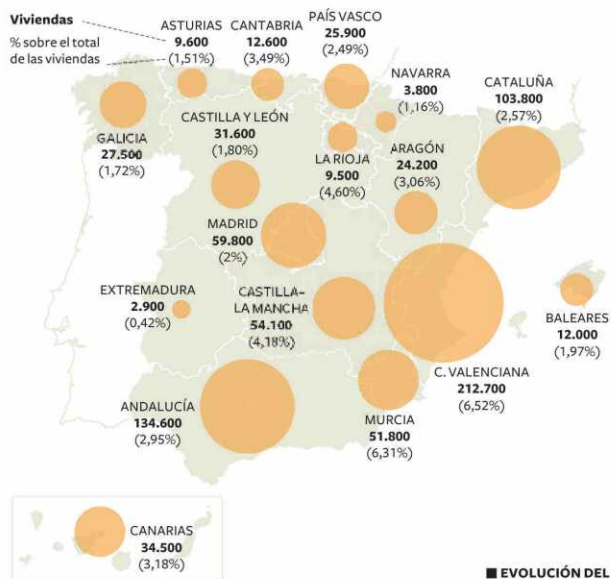 Viviendas
% sobre el total
de las viviendas
ASTURIAS
9.600
(1,51%)
CANTABRIA
12.600
(3,49%)
PAÍS VASCO
25.900
(2,49%)
NAVARRA
3.800
(1,16%)
CATALUÑA
103.800
(2,57%)
GALICIA
27.500
(1,72%)
CASTILLA Y LEÓN
31.600
(1,80%)
LA RIOJA
9.500
(4,60%)
ARAGÓN
24.200
(3,06%)
MADRID
59.800
(2%)
EXTREMADURA
2.900
(0,42%)
CASTILLA–
LA MANCHA
54.100
(4,18%)
BALEARES
12.000
(1,97%)
C. VALENCIANA
212.700
(6,52%)
ANDALUCÍA
134.600
(2,95%)
MURCIA
51.800
(6,31%)
CANARIAS
34.500
(3,18%)
■ EVOLUCIÓN DEL